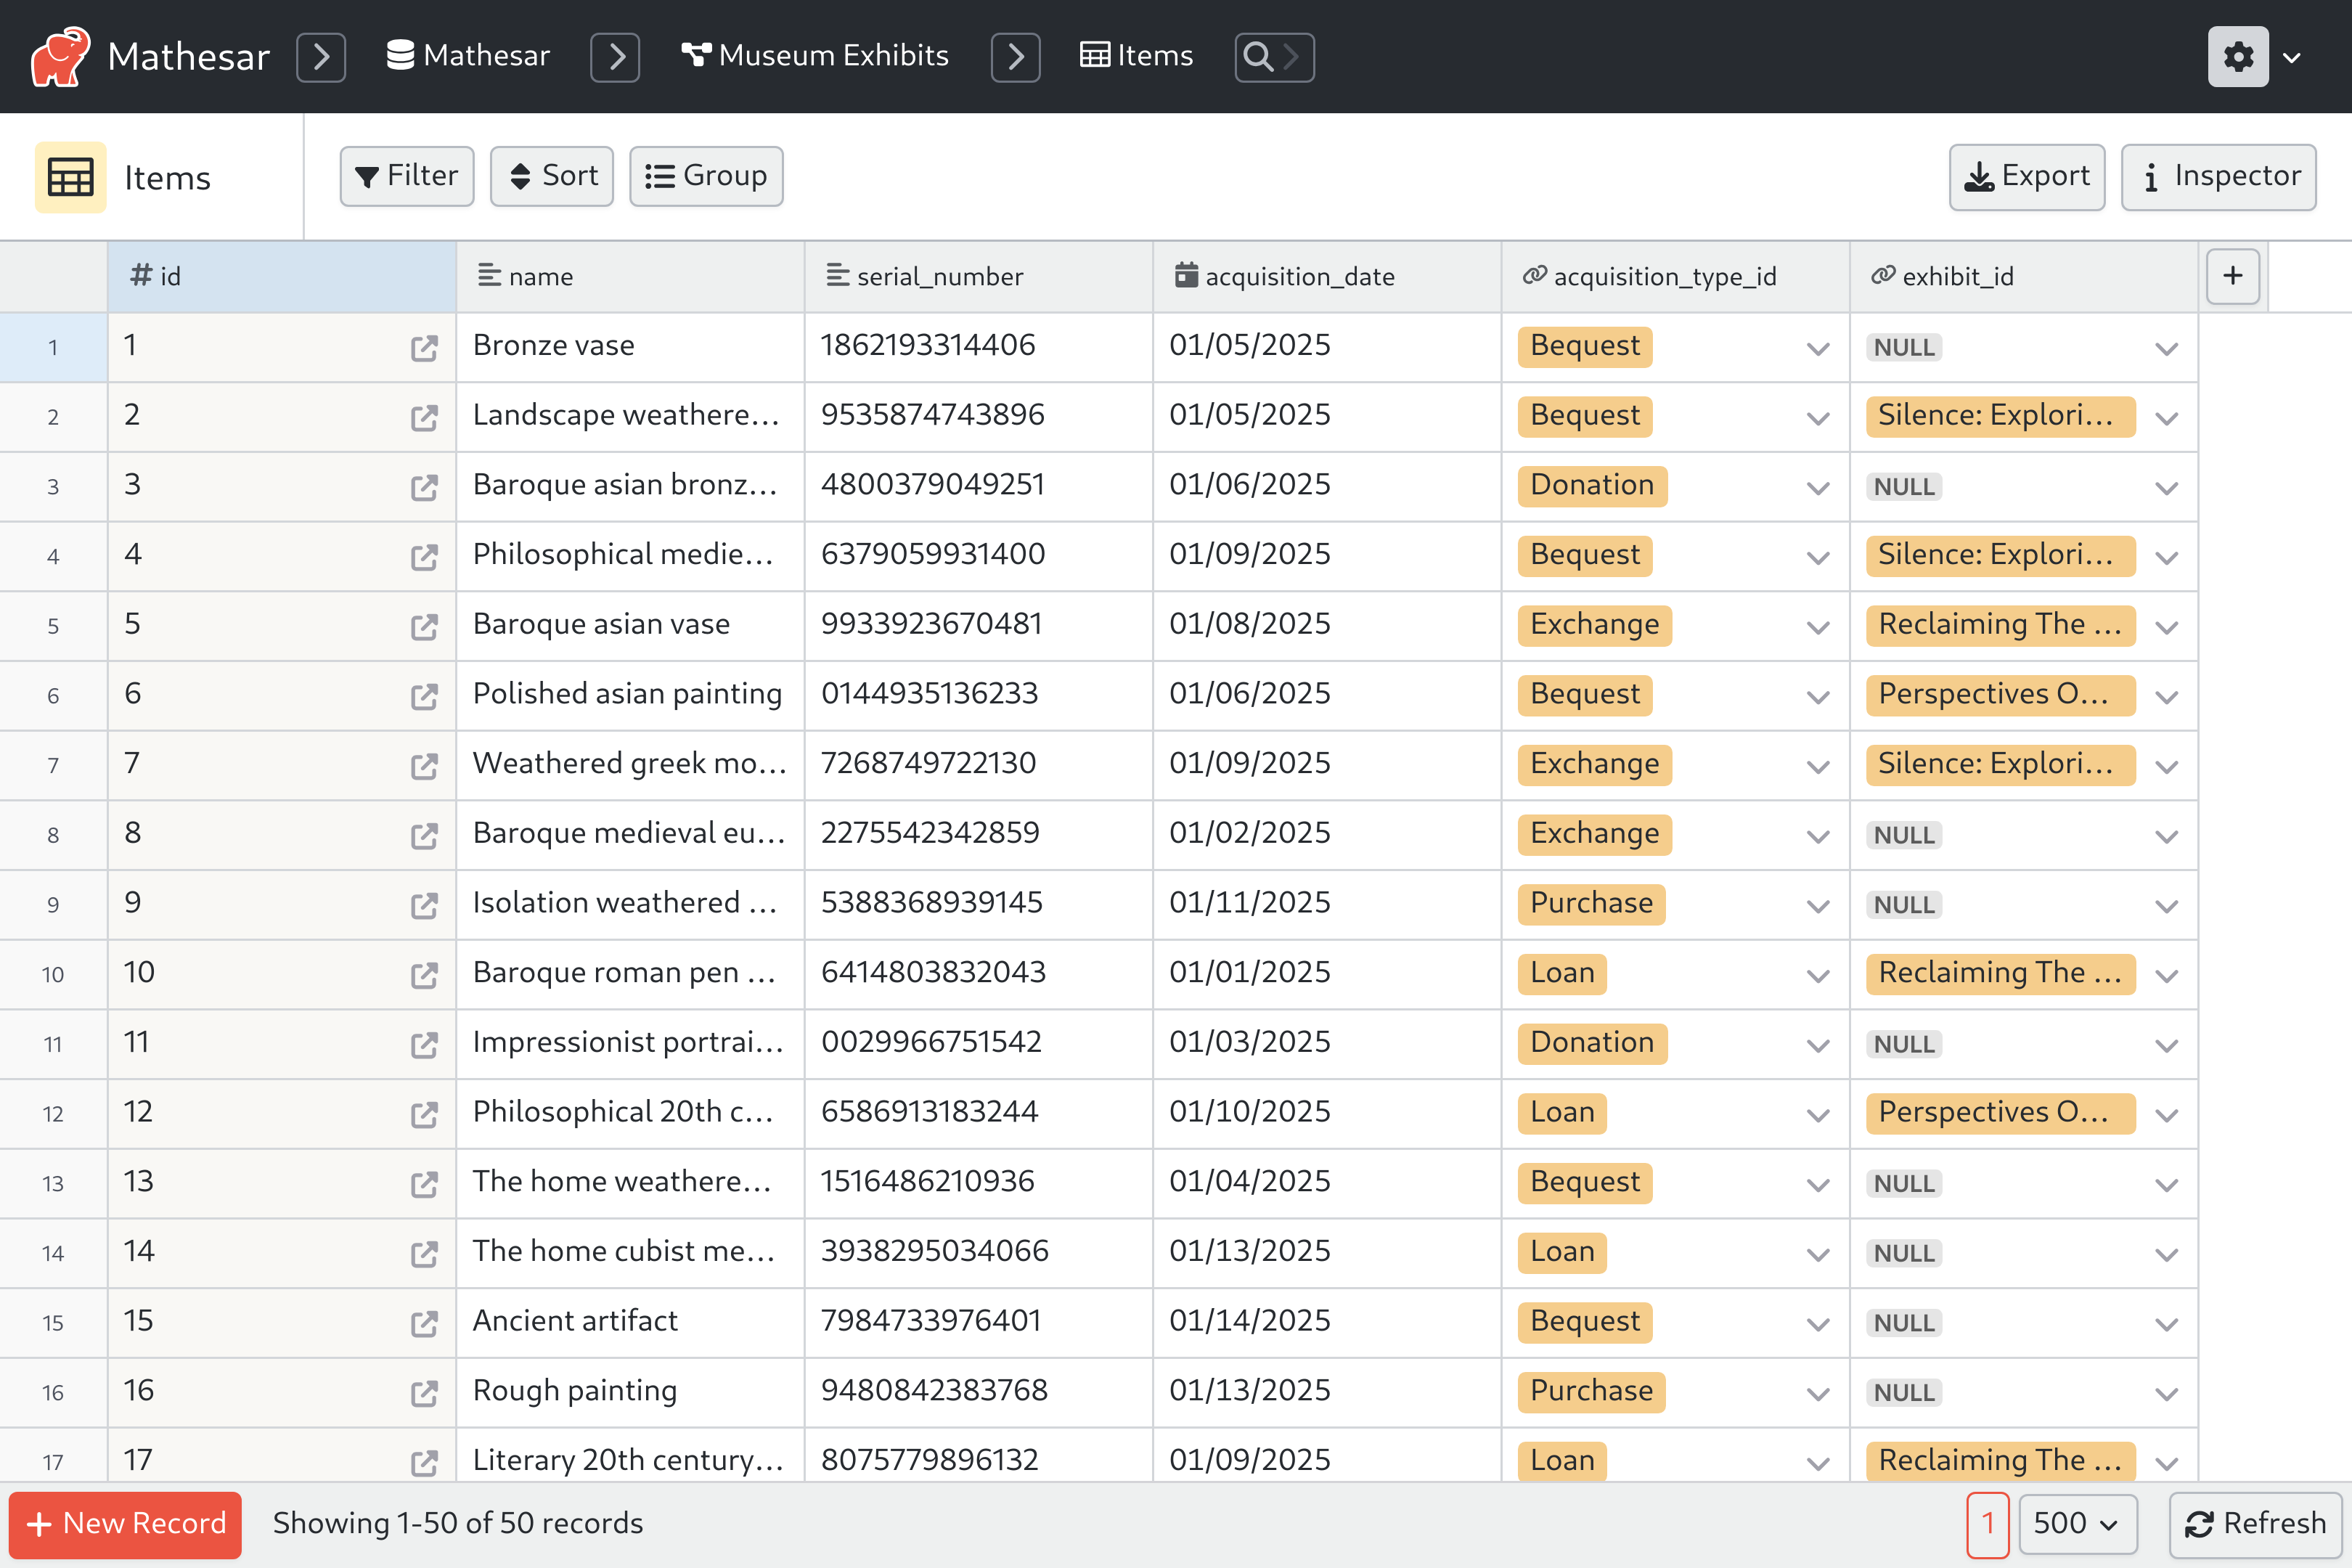 Mathesar Mathesar Museum Exhibits Items
Items Filter Sort Group Export Inspector
id name serial_number acquisition_date acquisition_type_id exhibit_id +
1 1 Bronze vase 1862193314406 01/05/2025 Bequest NULL
2 2 Landscape weathere... 9535874743896 01/05/2025 Bequest Silence: Explori...
3 3 Baroque asian bronz... 4800379049251 01/06/2025 Donation NULL
4 4 Philosophical medie... 6379059931400 01/09/2025 Bequest Silence: Explori...
5 5 Baroque asian vase 9933923670481 01/08/2025 Exchange Reclaiming The ...
6 6 Polished asian painting 0144935136233 01/06/2025 Bequest Perspectives O...
7 7 Weathered greek mo... 7268749722130 01/09/2025 Exchange Silence: Explori...
8 8 Baroque medieval eu... 2275542342859 01/02/2025 Exchange NULL
9 9 Isolation weathered ... 5388368939145 01/11/2025 Purchase NULL
10 10 Baroque roman pen ... 6414803832043 01/01/2025 Loan Reclaiming The ...
11 11 Impressionist portrai... 0029966751542 01/03/2025 Donation NULL
12 12 Philosophical 20th c... 6586913183244 01/10/2025 Loan Perspectives O...
13 13 The home weathere... 1516486210936 01/04/2025 Bequest NULL
14 14 The home cubist me... 3938295034066 01/13/2025 Loan NULL
15 15 Ancient artifact 7984733976401 01/14/2025 Bequest NULL
16 16 Rough painting 9480842383768 01/13/2025 Purchase NULL
17 17 Literary 20th century... 8075779896132 01/09/2025 Loan Reclaiming The ...
+ New Record Showing 1-50 of 50 records 1 500 Refresh